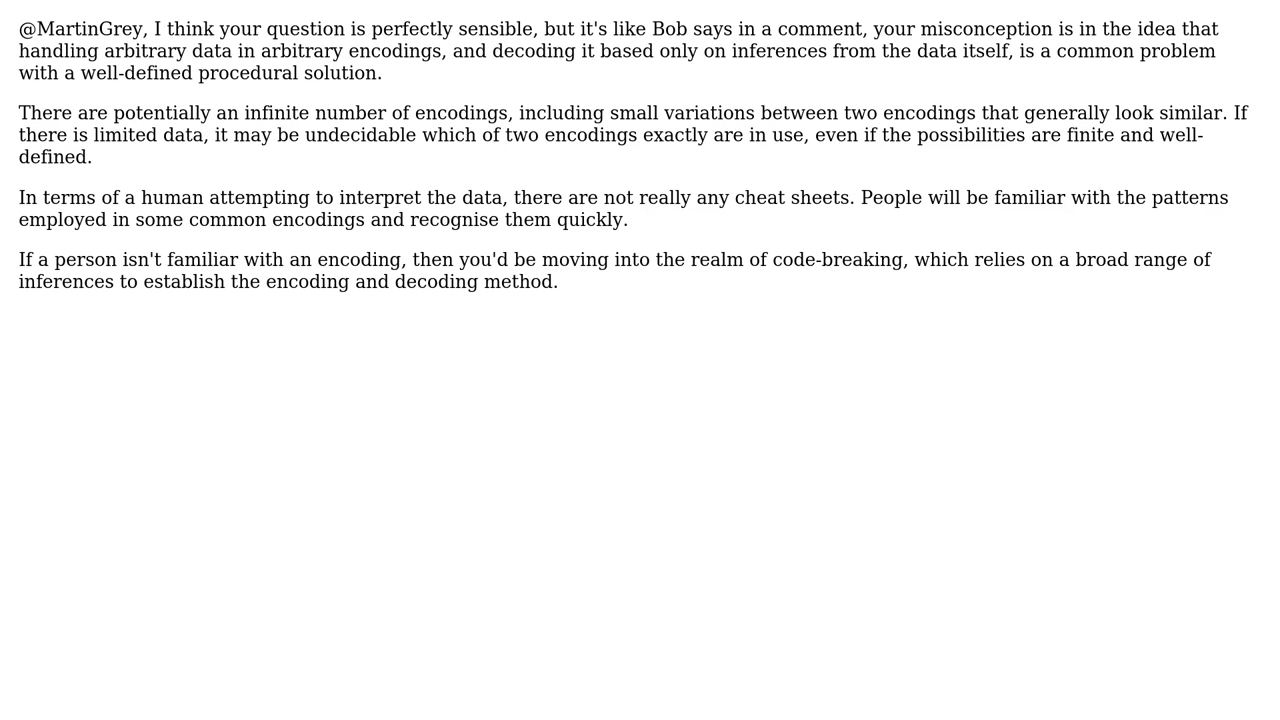 @MartinGrey, I think your question is perfectly sensible, but it's like Bob says in a comment, your misconception is in the idea that
handling arbitrary data in arbitrary encodings, and decoding it based only on inferences from the data itself, is a common problem
with a well-defined procedural solution.
There are potentially an infinite number of encodings, including small variations between two encodings that generally look similar. If
there is limited data, it may be undecidable which of two encodings exactly are in use, even if the possibilities are finite and well-
defined.
In terms of a human attempting to interpret the data, there are not really any cheat sheets. People will be familiar with the patterns
employed in some common encodings and recognise them quickly.
If a person isn't familiar with an encoding, then you'd be moving into the realm of code-breaking, which relies on a broad range of
inferences to establish the encoding and decoding method.